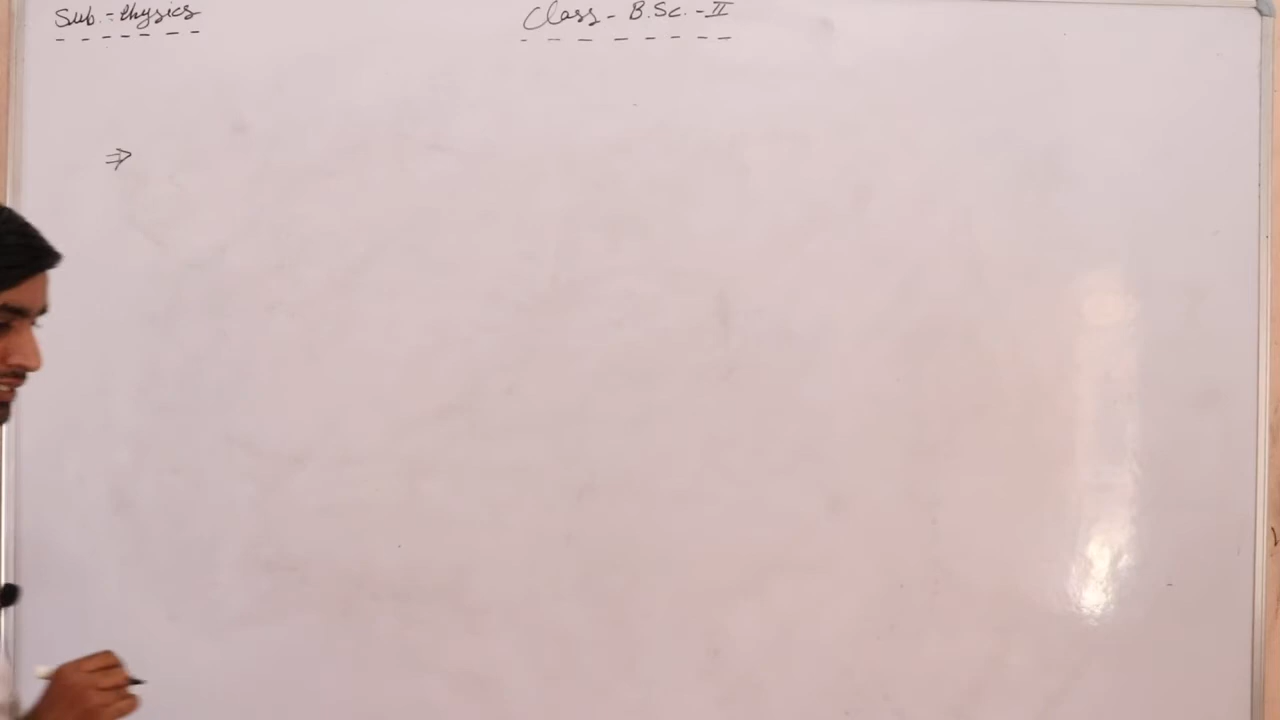 Sub. - Physics
Class - B.Sc. - II
⇒